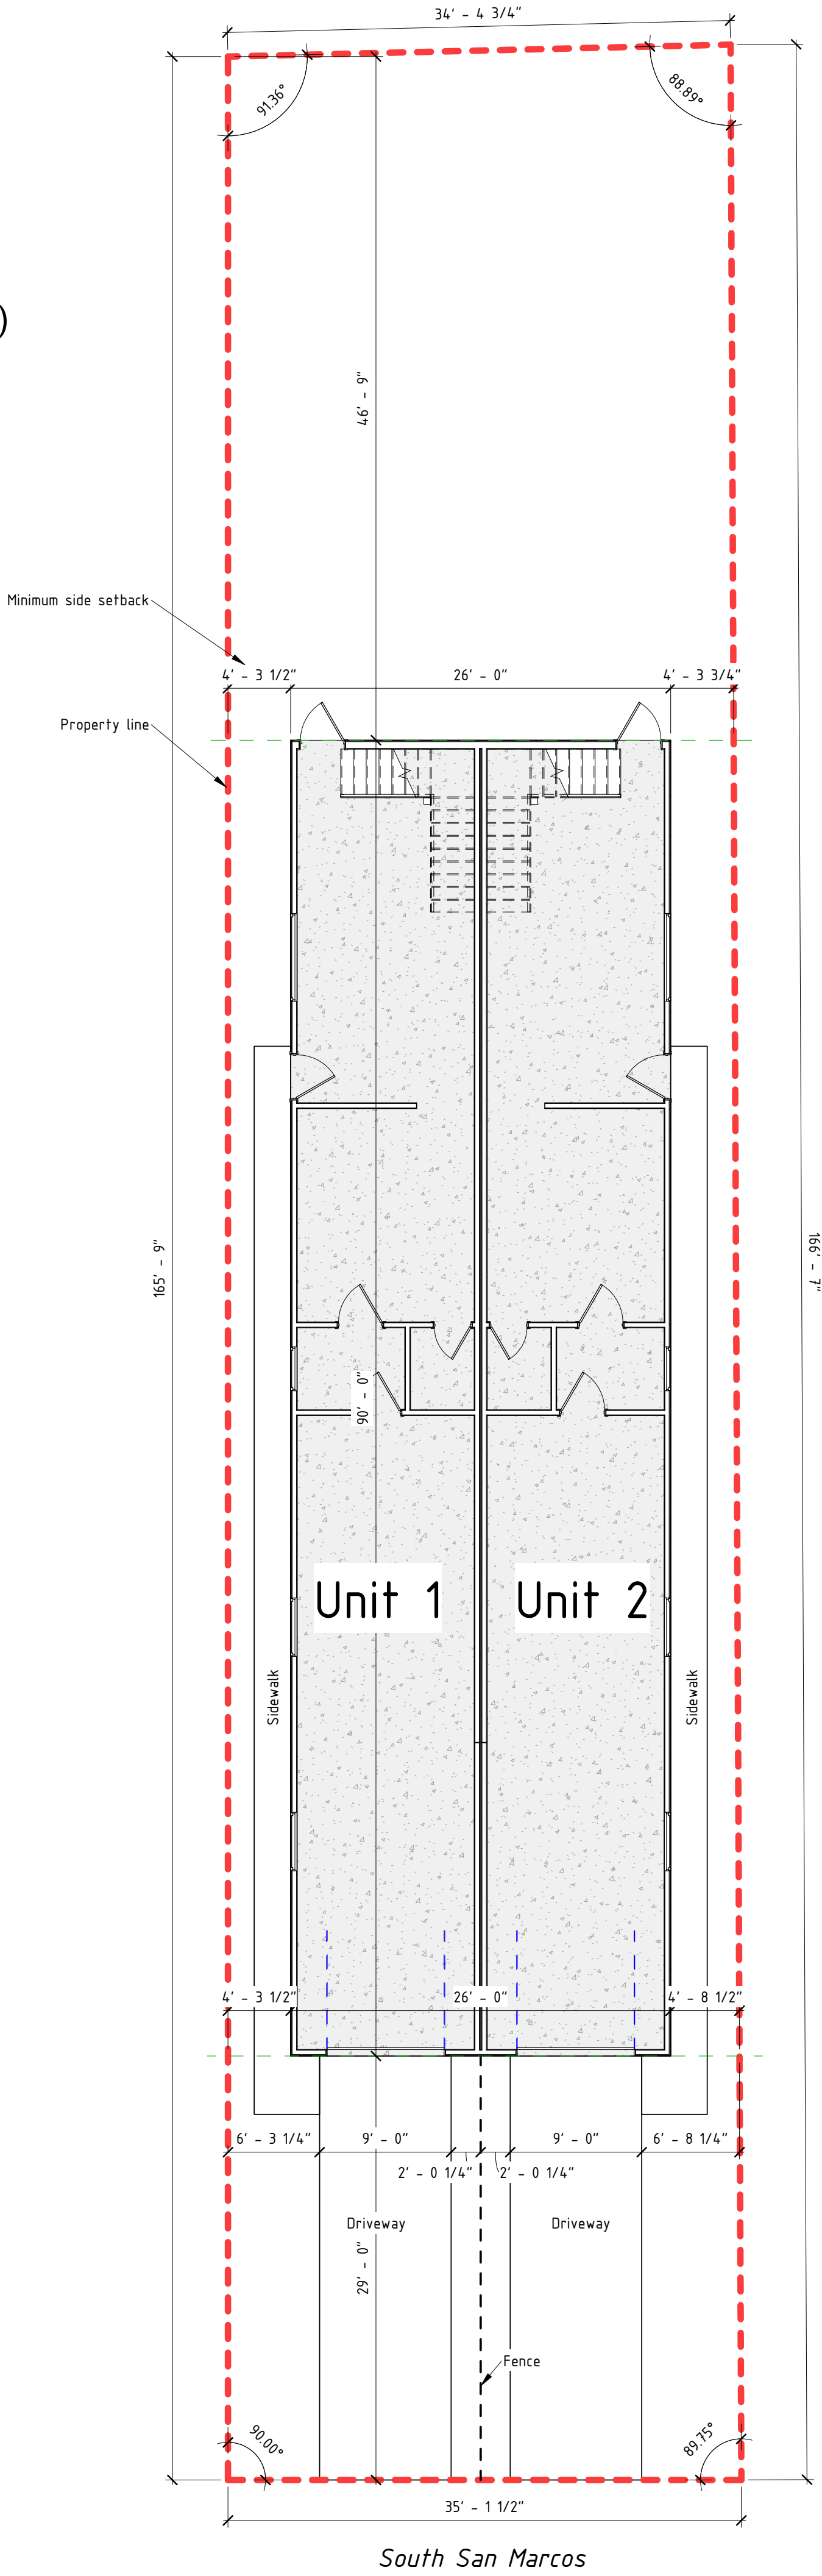 34' - 4 3/4"
91.36°
88.89°
)
46' - 9"
Minimum side setback
4' - 3 1/2"
26' - 0"
4' - 3 3/4"
Property line
165' - 9"
166' - 7"
90' - 0"
Unit 1
Unit 2
Sidewalk
Sidewalk
4' - 3 1/2"
26' - 0"
4' - 8 1/2"
6' - 3 1/4"
9' - 0"
9' - 0"
6' - 8 1/4"
2' - 0 1/4"
2' - 0 1/4"
Driveway
Driveway
29' - 0"
Fence
90.00°
89.75°
35' - 1 1/2"
South San Marcos